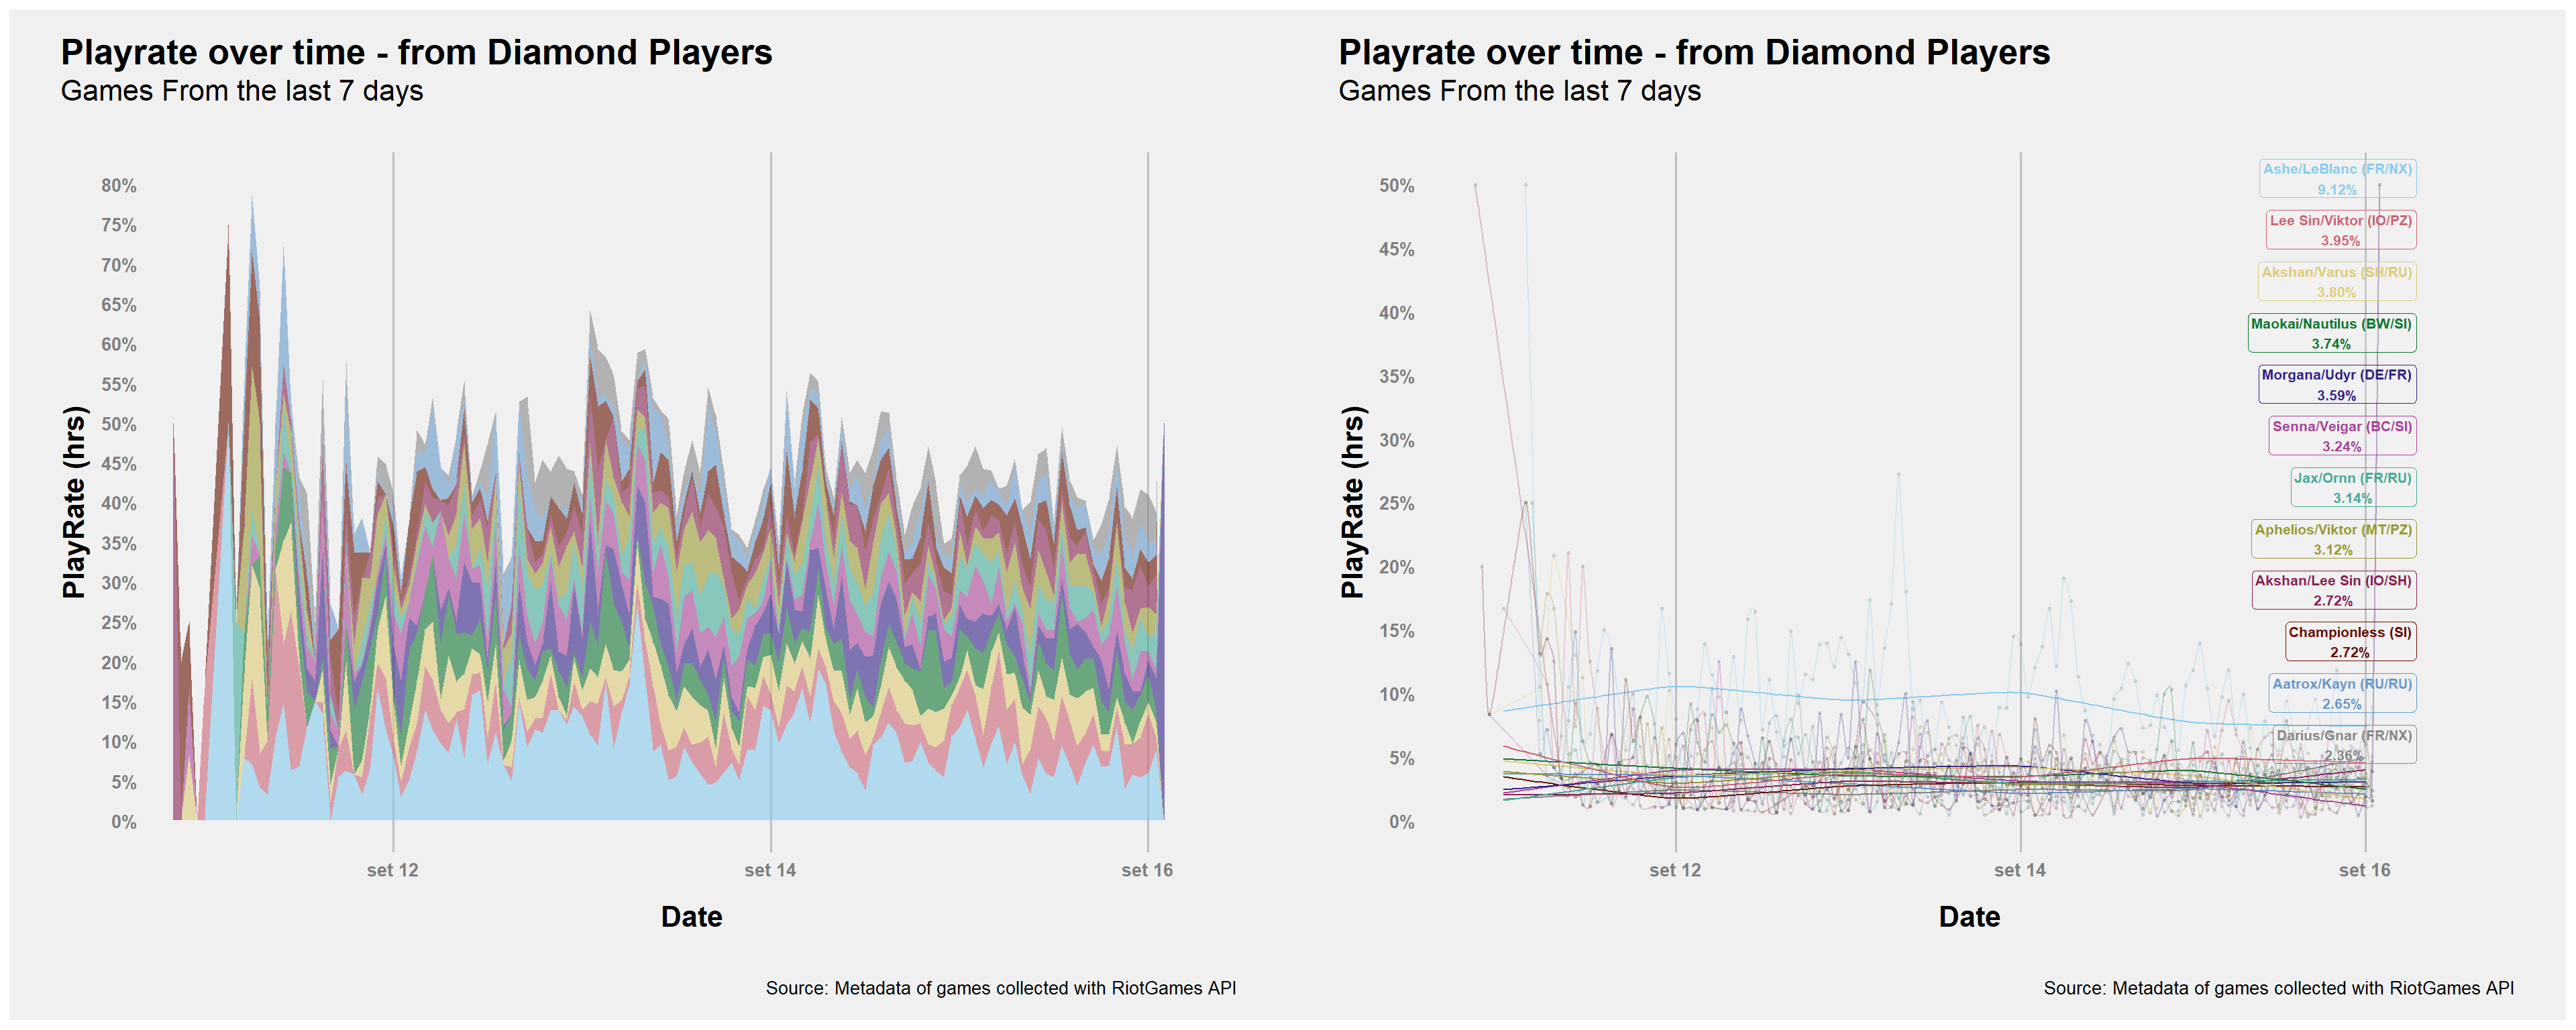 Playrate over time - from Diamond Players
Games From the last 7 days
80%
75%
70%
65%
60%
55%
50%
45%
40%
35%
30%
25%
20%
15%
10%
5%
0%
PlayRate (hrs)
set 12
set 14
set 16
Date
Source: Metadata of games collected with RiotGames API
Playrate over time - from Diamond Players
Games From the last 7 days
50%
45%
40%
35%
30%
25%
20%
15%
10%
5%
0%
PlayRate (hrs)
Ashe/LeBlanc (FR/NX)
9.12%
Lee Sin/Viktor (IO/PZ)
3.95%
Akshan/Varus (SH/RU)
3.80%
Maokai/Nautilus (BW/SI)
3.74%
Morgana/Udyr (DE/FR)
3.59%
Senna/Veigar (BC/SI)
3.24%
Jax/Ornn (FR/RU)
3.14%
Aphelios/Viktor (MT/PZ)
3.12%
Akshan/Lee Sin (IO/SH)
2.72%
Championless (SI)
2.72%
Aatrox/Kayn (RU/RU)
2.65%
Darius/Gnar (FR/NX)
2.36%
set 12
set 14
set 16
Date
Source: Metadata of games collected with RiotGames API